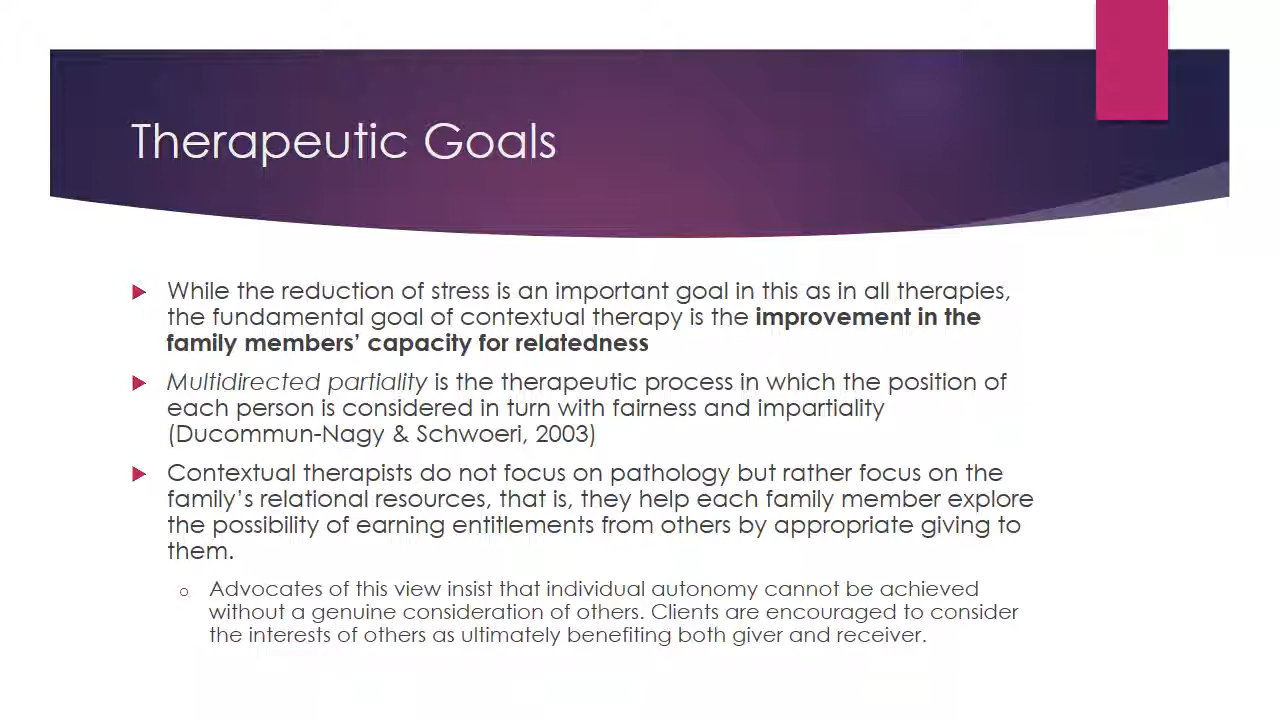 Therapeutic Goals
While the reduction of stress is an important goal in this as in all therapies,
the fundamental goal of contextual therapy is the improvement in the
family members’ capacity for relatedness
Multidirected partiality is the therapeutic process in which the position of
each person is considered in turn with fairness and impartiality
(Ducommun-Nagy & Schwoeri, 2003)
Contextual therapists do not focus on pathology but rather focus on the
family’s relational resources, that is, they help each family member explore
the possibility of earning entitlements from others by appropriate giving to
them.
Advocates of this view insist that individual autonomy cannot be achieved
without a genuine consideration of others. Clients are encouraged to consider
the interests of others as ultimately benefiting both giver and receiver.